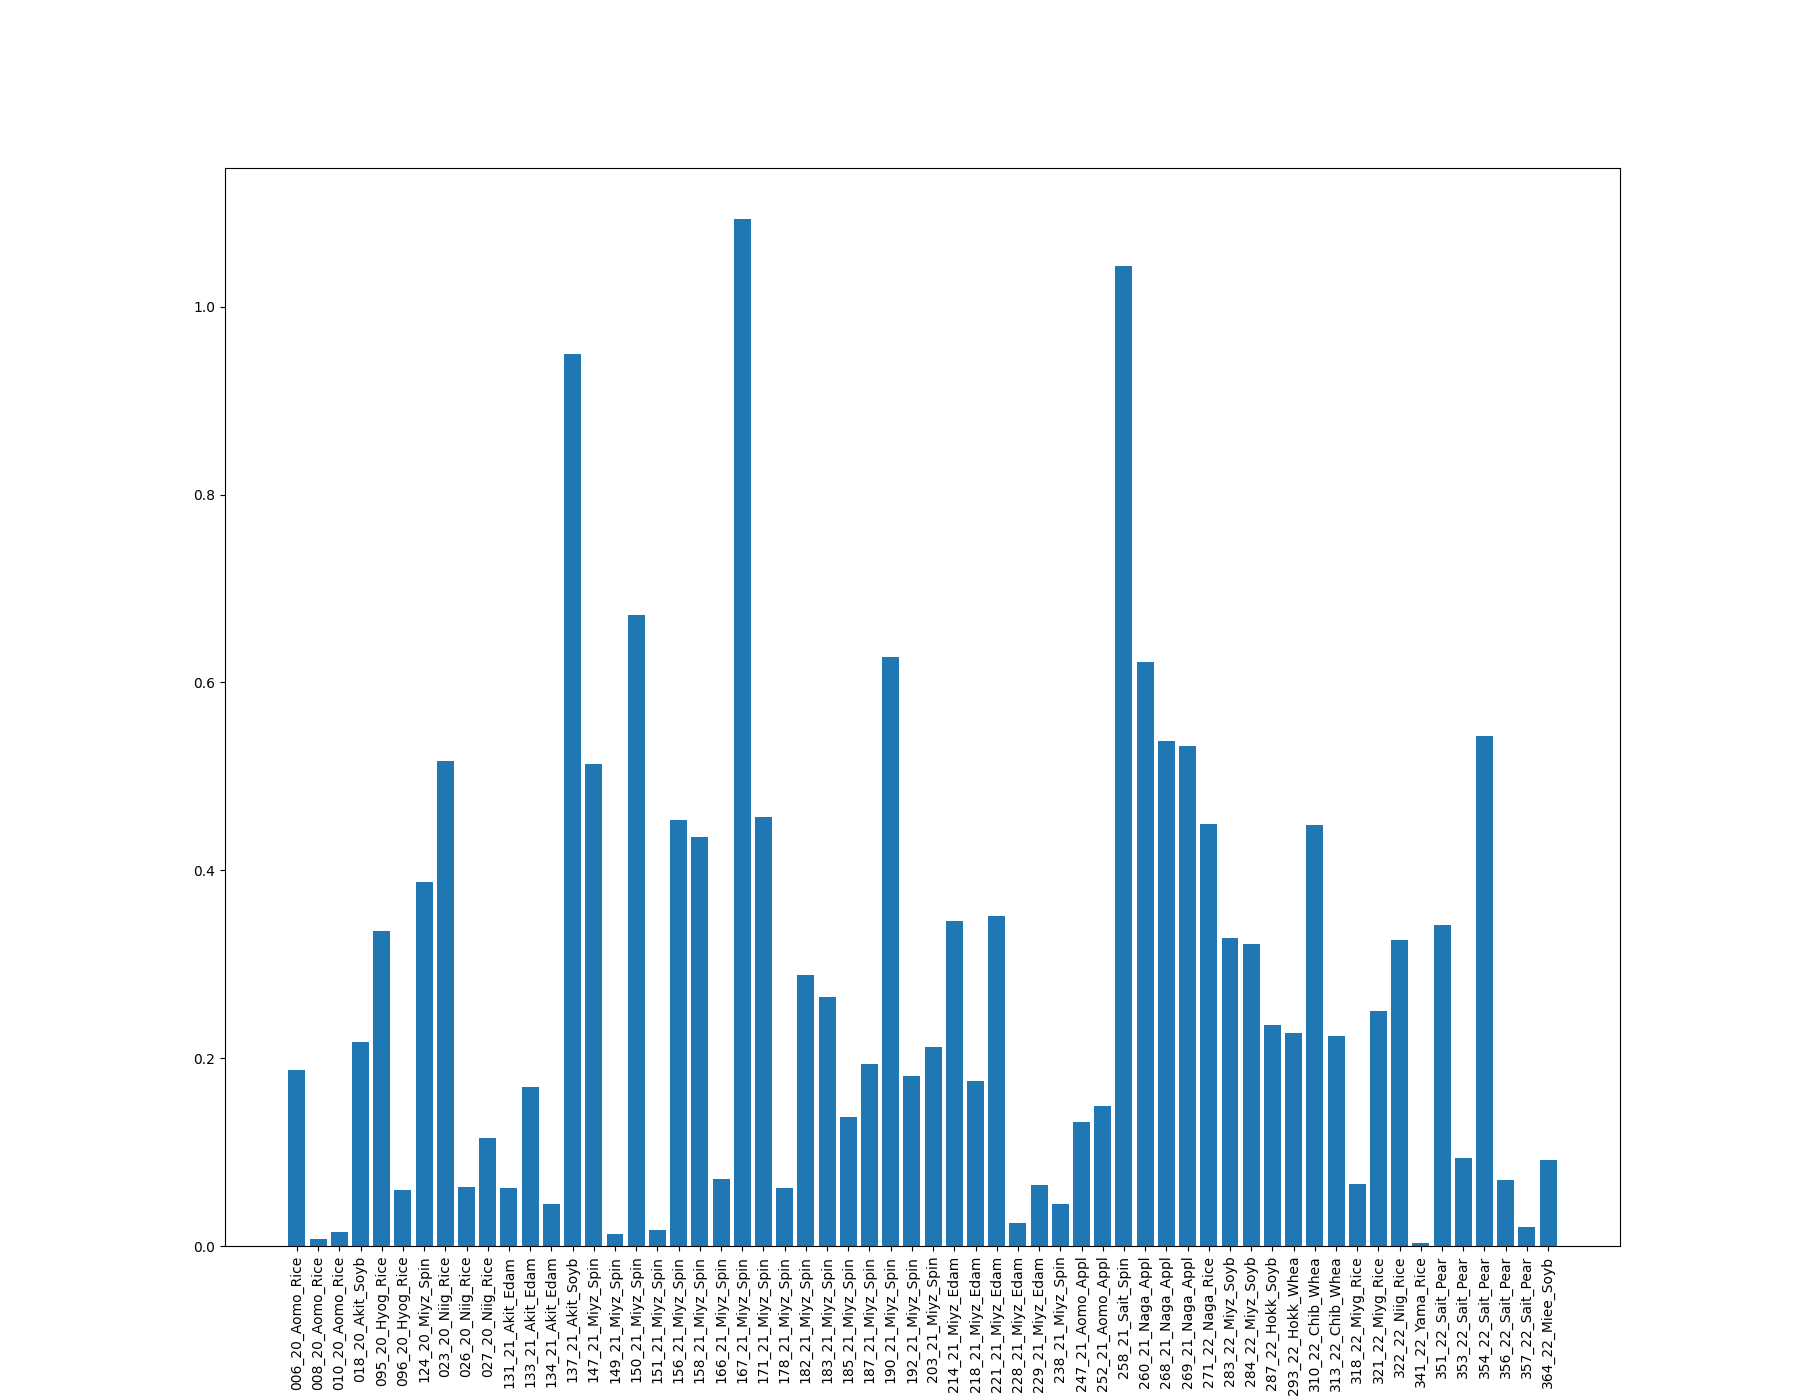 1.0
0.8
0.6
0.4
0.2
0.0
006_20_Aomo_Rice
008_20_Aomo_Rice
010_20_Aomo_Rice
018_20_Akit_Soyb
095_20_Hyog_Rice
096_20_Hyog_Rice
124_20_Miyz_Spin
023_20_Niig_Rice
026_20_Niig_Rice
027_20_Niig_Rice
131_21_Akit_Edam
133_21_Akit_Edam
134_21_Akit_Edam
137_21_Akit_Soyb
147_21_Miyz_Spin
149_21_Miyz_Spin
150_21_Miyz_Spin
151_21_Miyz_Spin
156_21_Miyz_Spin
158_21_Miyz_Spin
166_21_Miyz_Spin
167_21_Miyz_Spin
171_21_Miyz_Spin
178_21_Miyz_Spin
182_21_Miyz_Spin
183_21_Miyz_Spin
185_21_Miyz_Spin
187_21_Miyz_Spin
190_21_Miyz_Spin
192_21_Miyz_Spin
203_21_Miyz_Spin
214_21_Miyz_Edam
218_21_Miyz_Edam
221_21_Miyz_Edam
228_21_Miyz_Edam
229_21_Miyz_Edam
238_21_Miyz_Spin
247_21_Aomo_Appl
252_21_Aomo_Appl
258_21_Sait_Spin
260_21_Naga_Appl
268_21_Naga_Appl
269_21_Naga_Appl
271_22_Naga_Rice
283_22_Miyz_Soyb
284_22_Miyz_Soyb
287_22_Hokk_Soyb
293_22_Hokk_Whea
310_22_Chib_Whea
313_22_Chib_Whea
318_22_Miyg_Rice
321_22_Miyg_Rice
322_22_Niig_Rice
341_22_Yama_Rice
351_22_Sait_Pear
353_22_Sait_Pear
354_22_Sait_Pear
356_22_Sait_Pear
357_22_Sait_Pear
364_22_Miee_Soyb